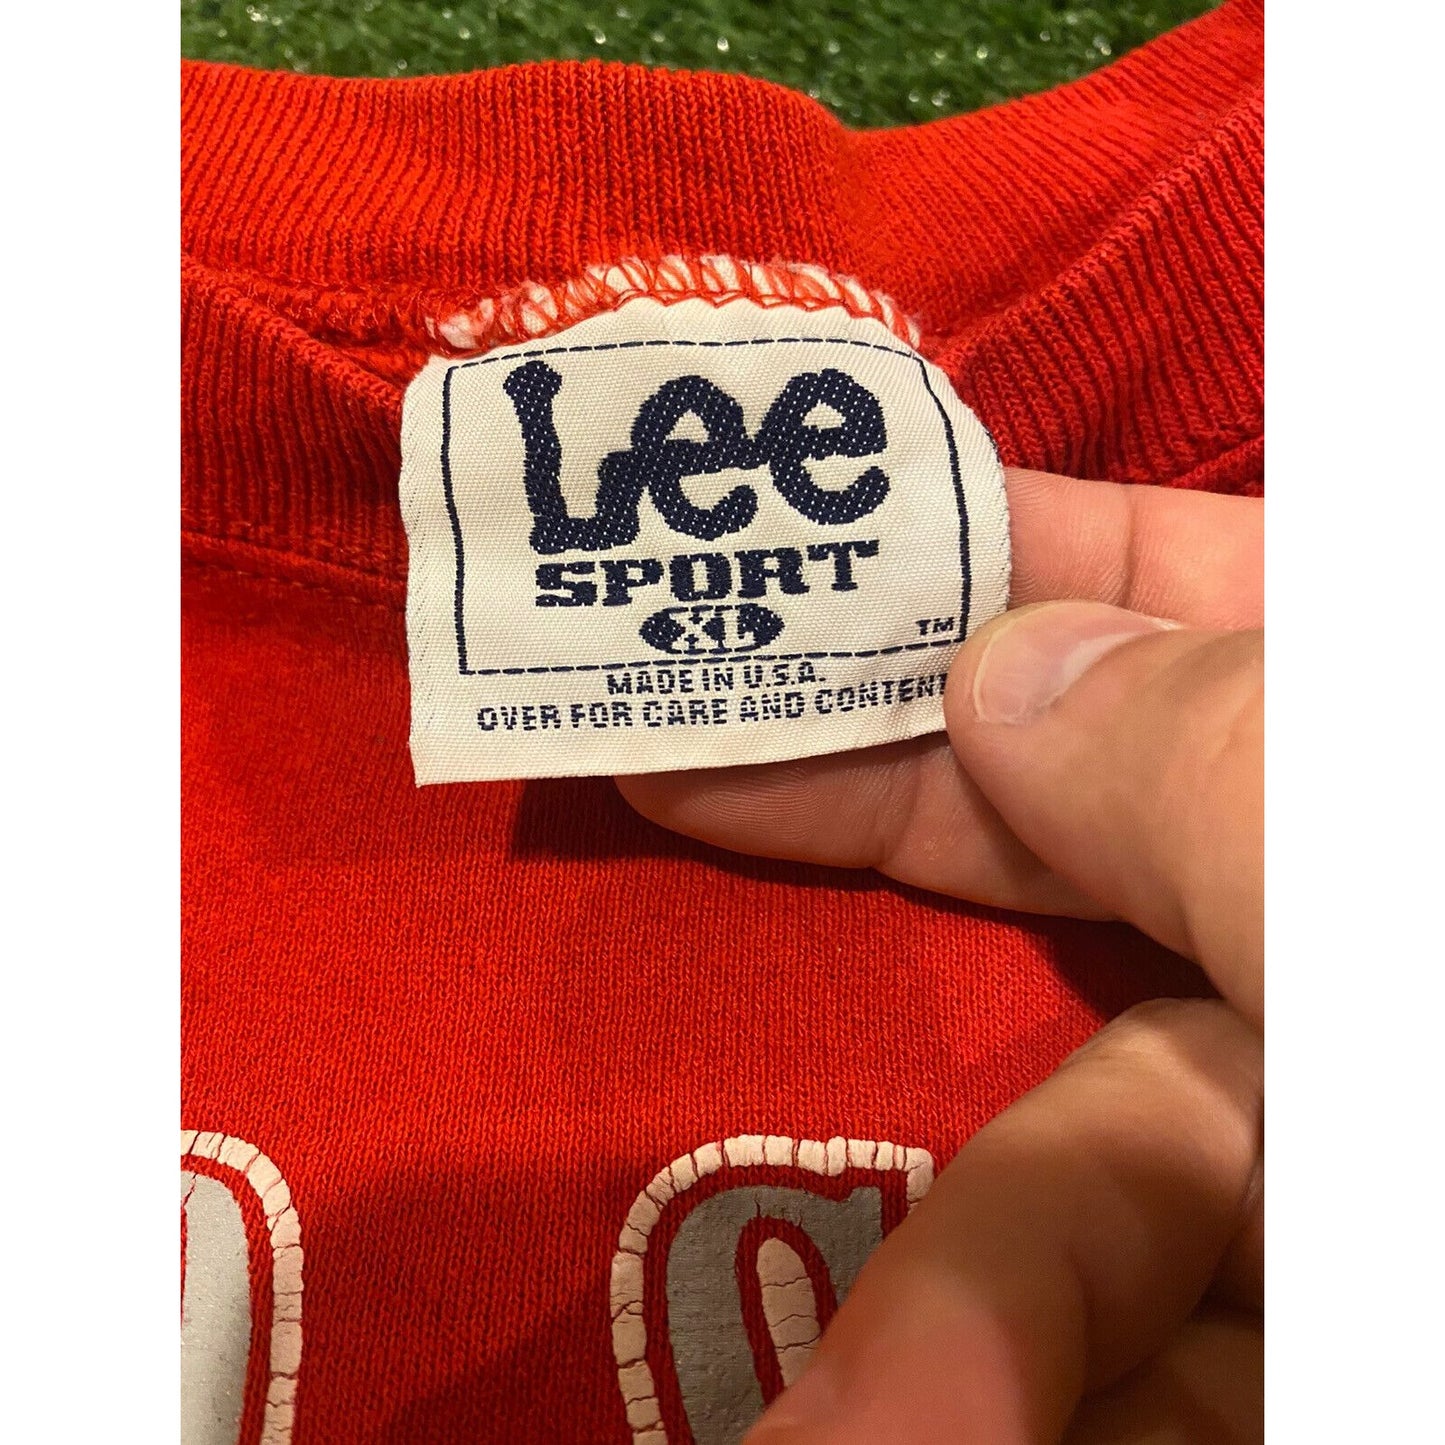 Lee
SPORT
XL
TM
MADE IN U.S.A.
OVER FOR CARE AND CONTENT